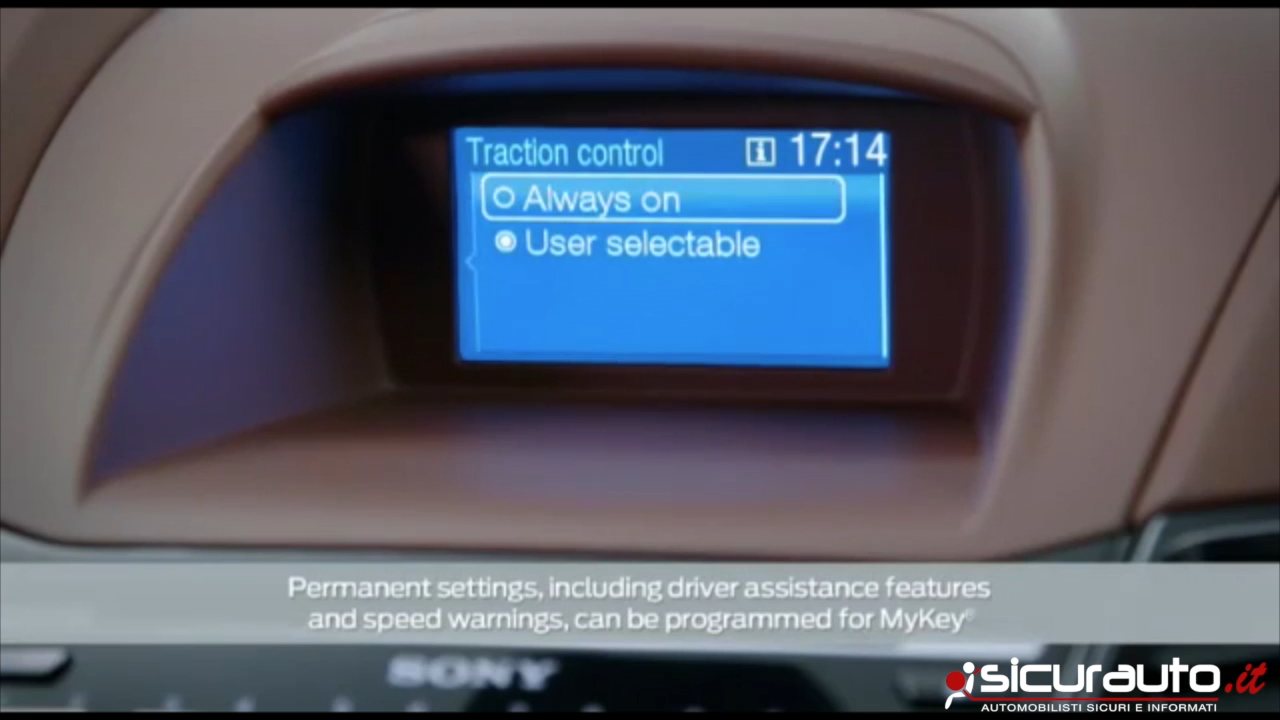 Traction control i 17:14
Always on
User selectable
Permanent settings, including driver assistance features
and speed warnings, can be programmed for MyKey®
SONY
sicurauto.it
AUTOMOBILISTI SICURI E INFORMATI